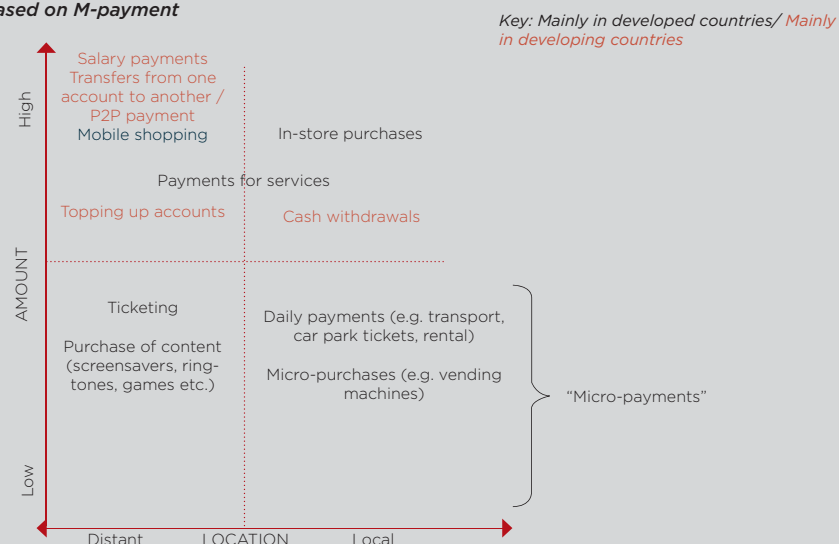 ased on M-payment
Key: Mainly in developed countries/ Mainly
in developing countries
Salary payments
Transfers from one
account to another /
P2P payment
Mobile shopping
In-store purchases
Payments for services
Topping up accounts
Cash withdrawals
High
AMOUNT
Low
Ticketing
Purchase of content
(screensavers, ring-
tones, games etc.)
Daily payments (e.g. transport,
car park tickets, rental)
Micro-purchases (e.g. vending
machines)
“Micro-payments”
Distant
LOCATION
Local